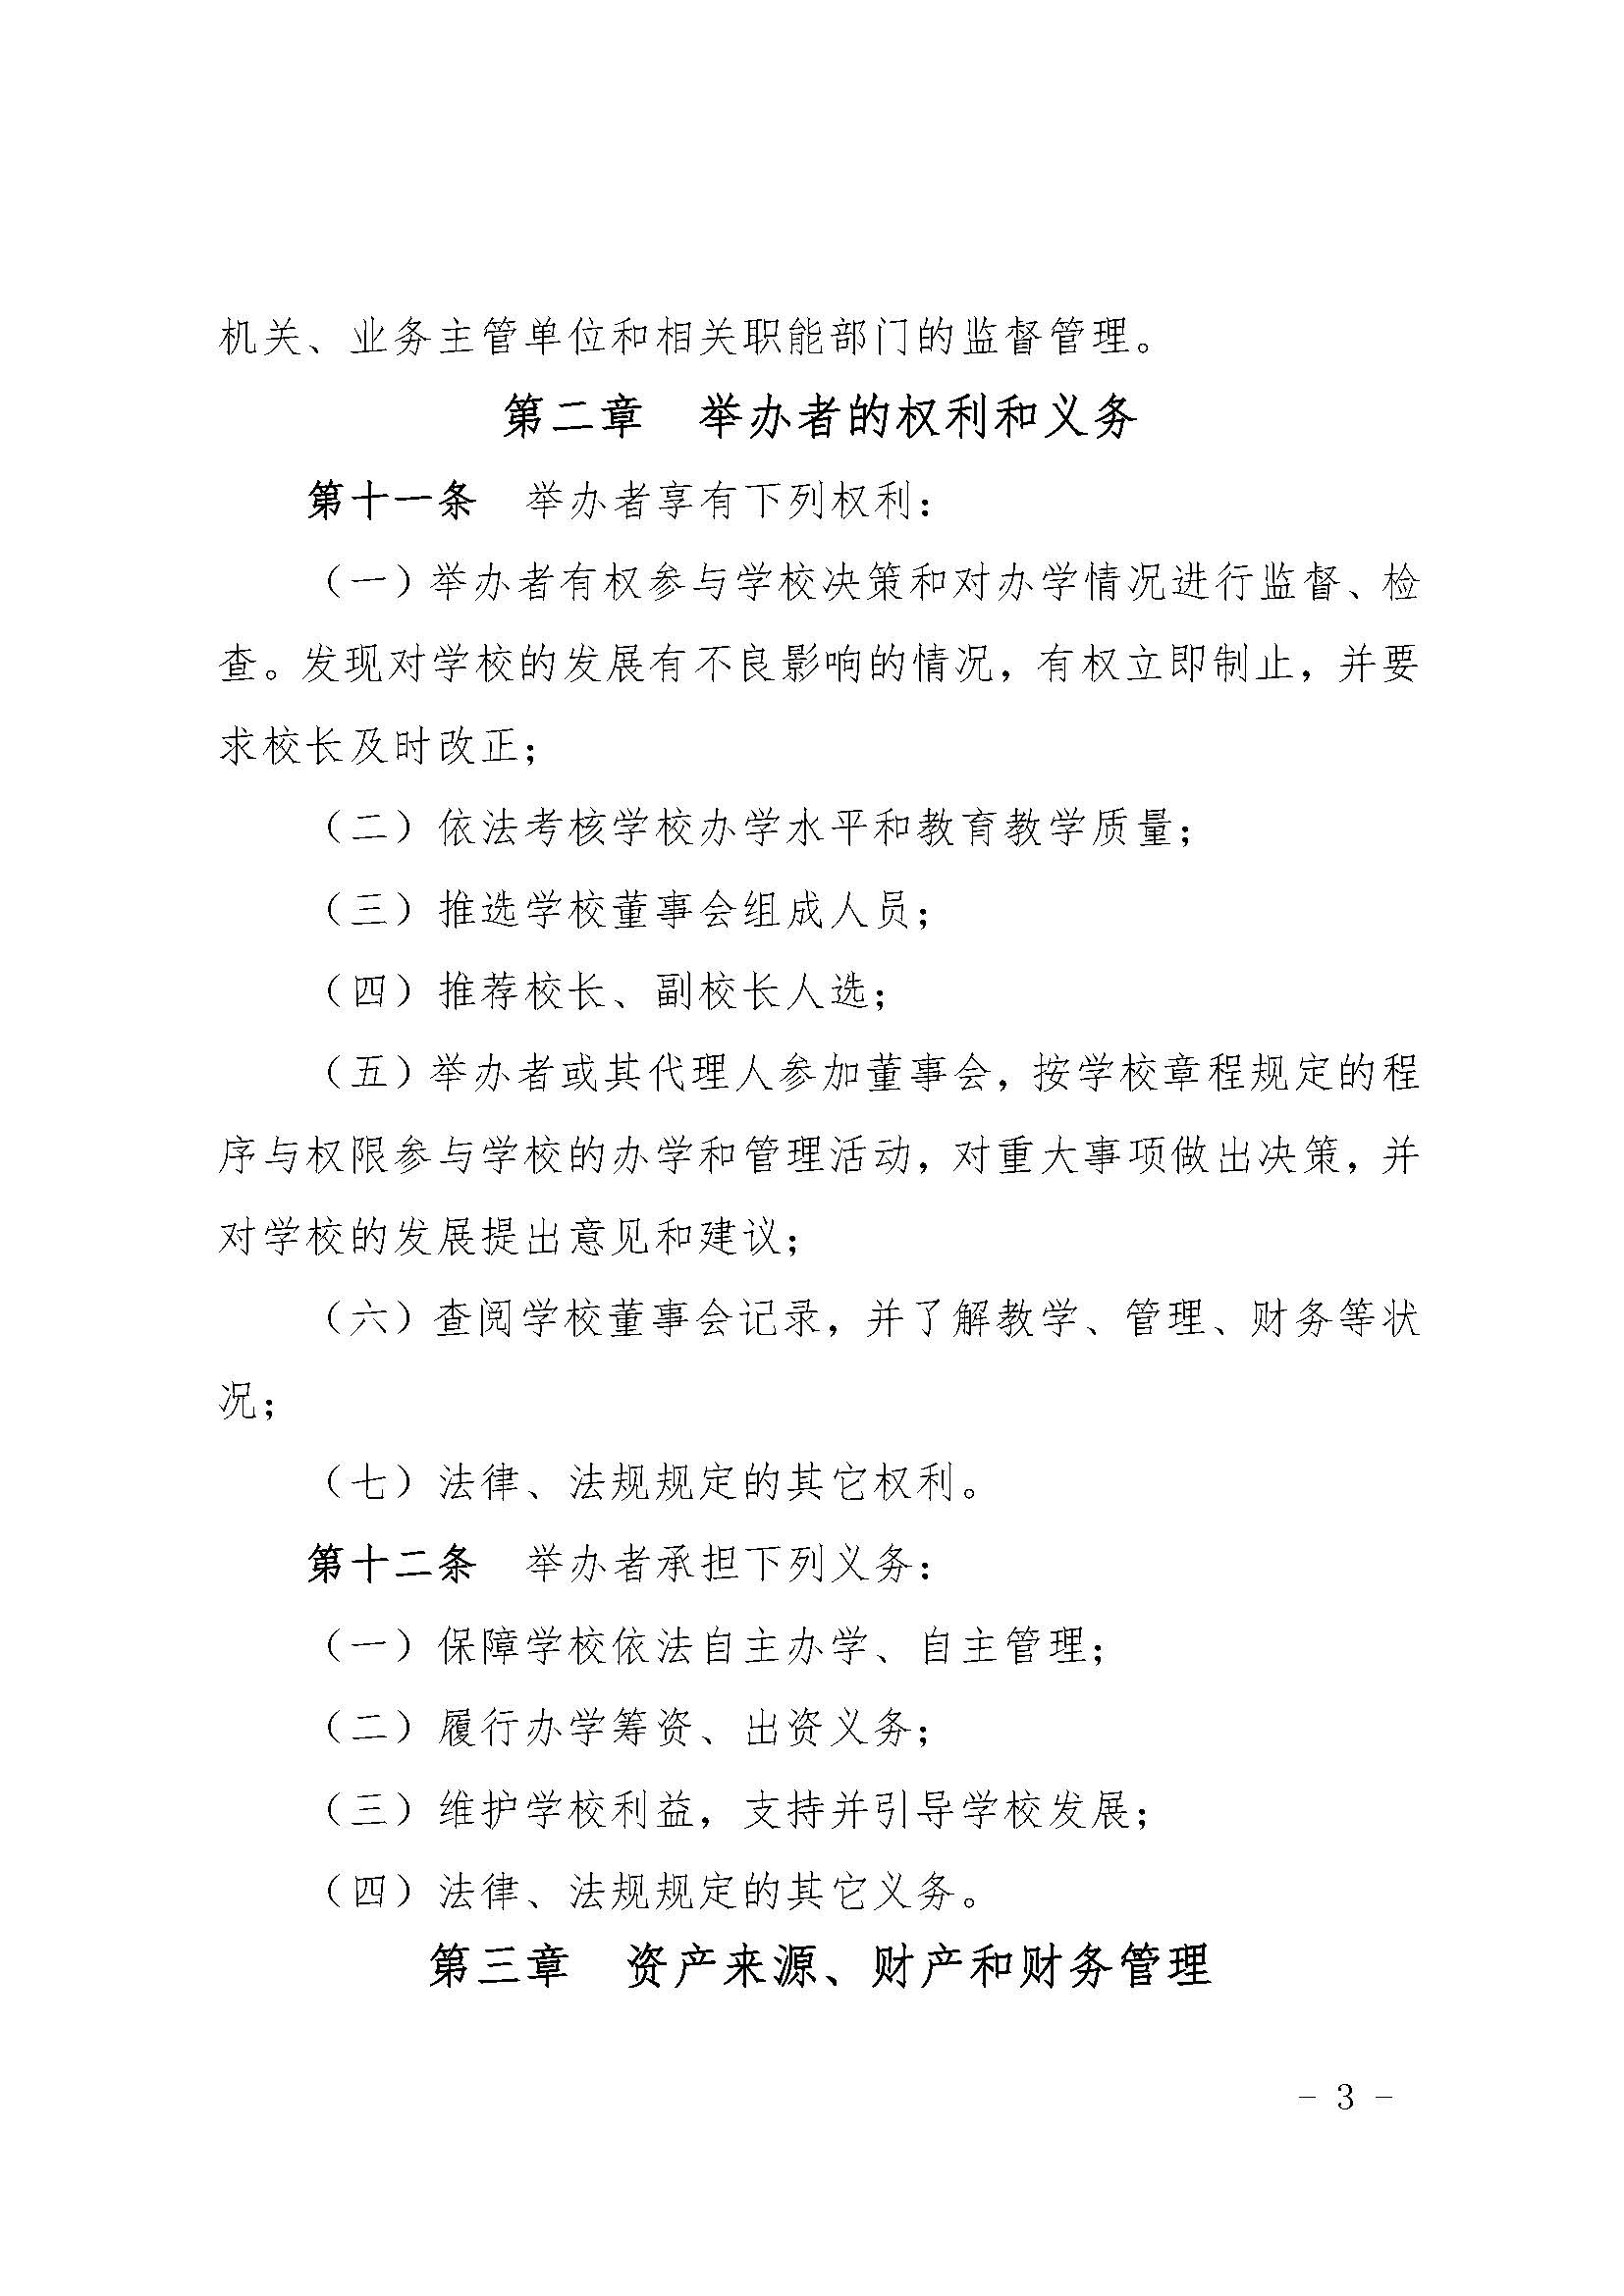 机关、业务主管单位和相关职能部门的监督管理。
第二章　举办者的权利和义务
第十一条　举办者享有下列权利：
（一）举办者有权参与学校决策和对办学情况进行监督、检
查。发现对学校的发展有不良影响的情况，有权立即制止，并要
求校长及时改正；
（二）依法考核学校办学水平和教育教学质量；
（三）推选学校董事会组成人员；
（四）推荐校长、副校长人选；
（五）举办者或其代理人参加董事会，按学校章程规定的程
序与权限参与学校的办学和管理活动，对重大事项做出决策，并
对学校的发展提出意见和建议；
（六）查阅学校董事会记录，并了解教学、管理、财务等状
况；
（七）法律、法规规定的其它权利。
第十二条　举办者承担下列义务：
（一）保障学校依法自主办学、自主管理；
（二）履行办学筹资、出资义务；
（三）维护学校利益，支持并引导学校发展；
（四）法律、法规规定的其它义务。
第三章　资产来源、财产和财务管理
- 3 -